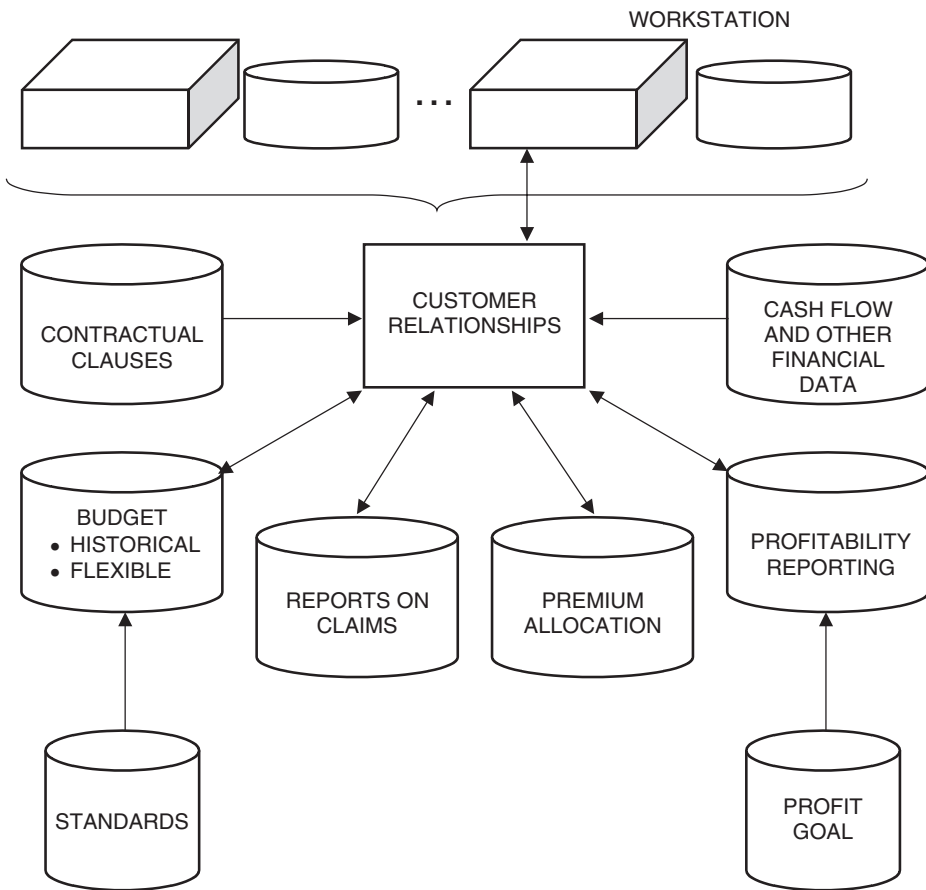 WORKSTATION
...
CUSTOMER
RELATIONSHIPS
CONTRACTUAL
CLAUSES
CASH FLOW
AND OTHER
FINANCIAL
DATA
BUDGET
• HISTORICAL
• FLEXIBLE
REPORTS ON
CLAIMS
PREMIUM
ALLOCATION
PROFITABILITY
REPORTING
STANDARDS
PROFIT
GOAL